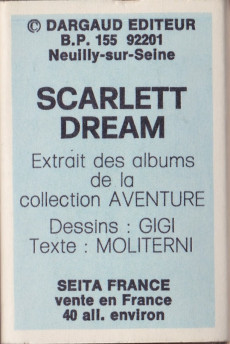 © DARGAUD EDITEUR
B.P. 155 92201
Neuilly-sur-Seine
SCARLETT
DREAM
Extrait des albums
de la
collection AVENTURE
Dessins : GIGI
Texte : MOLITERNI
SEITA FRANCE
vente en France
40 all. environ